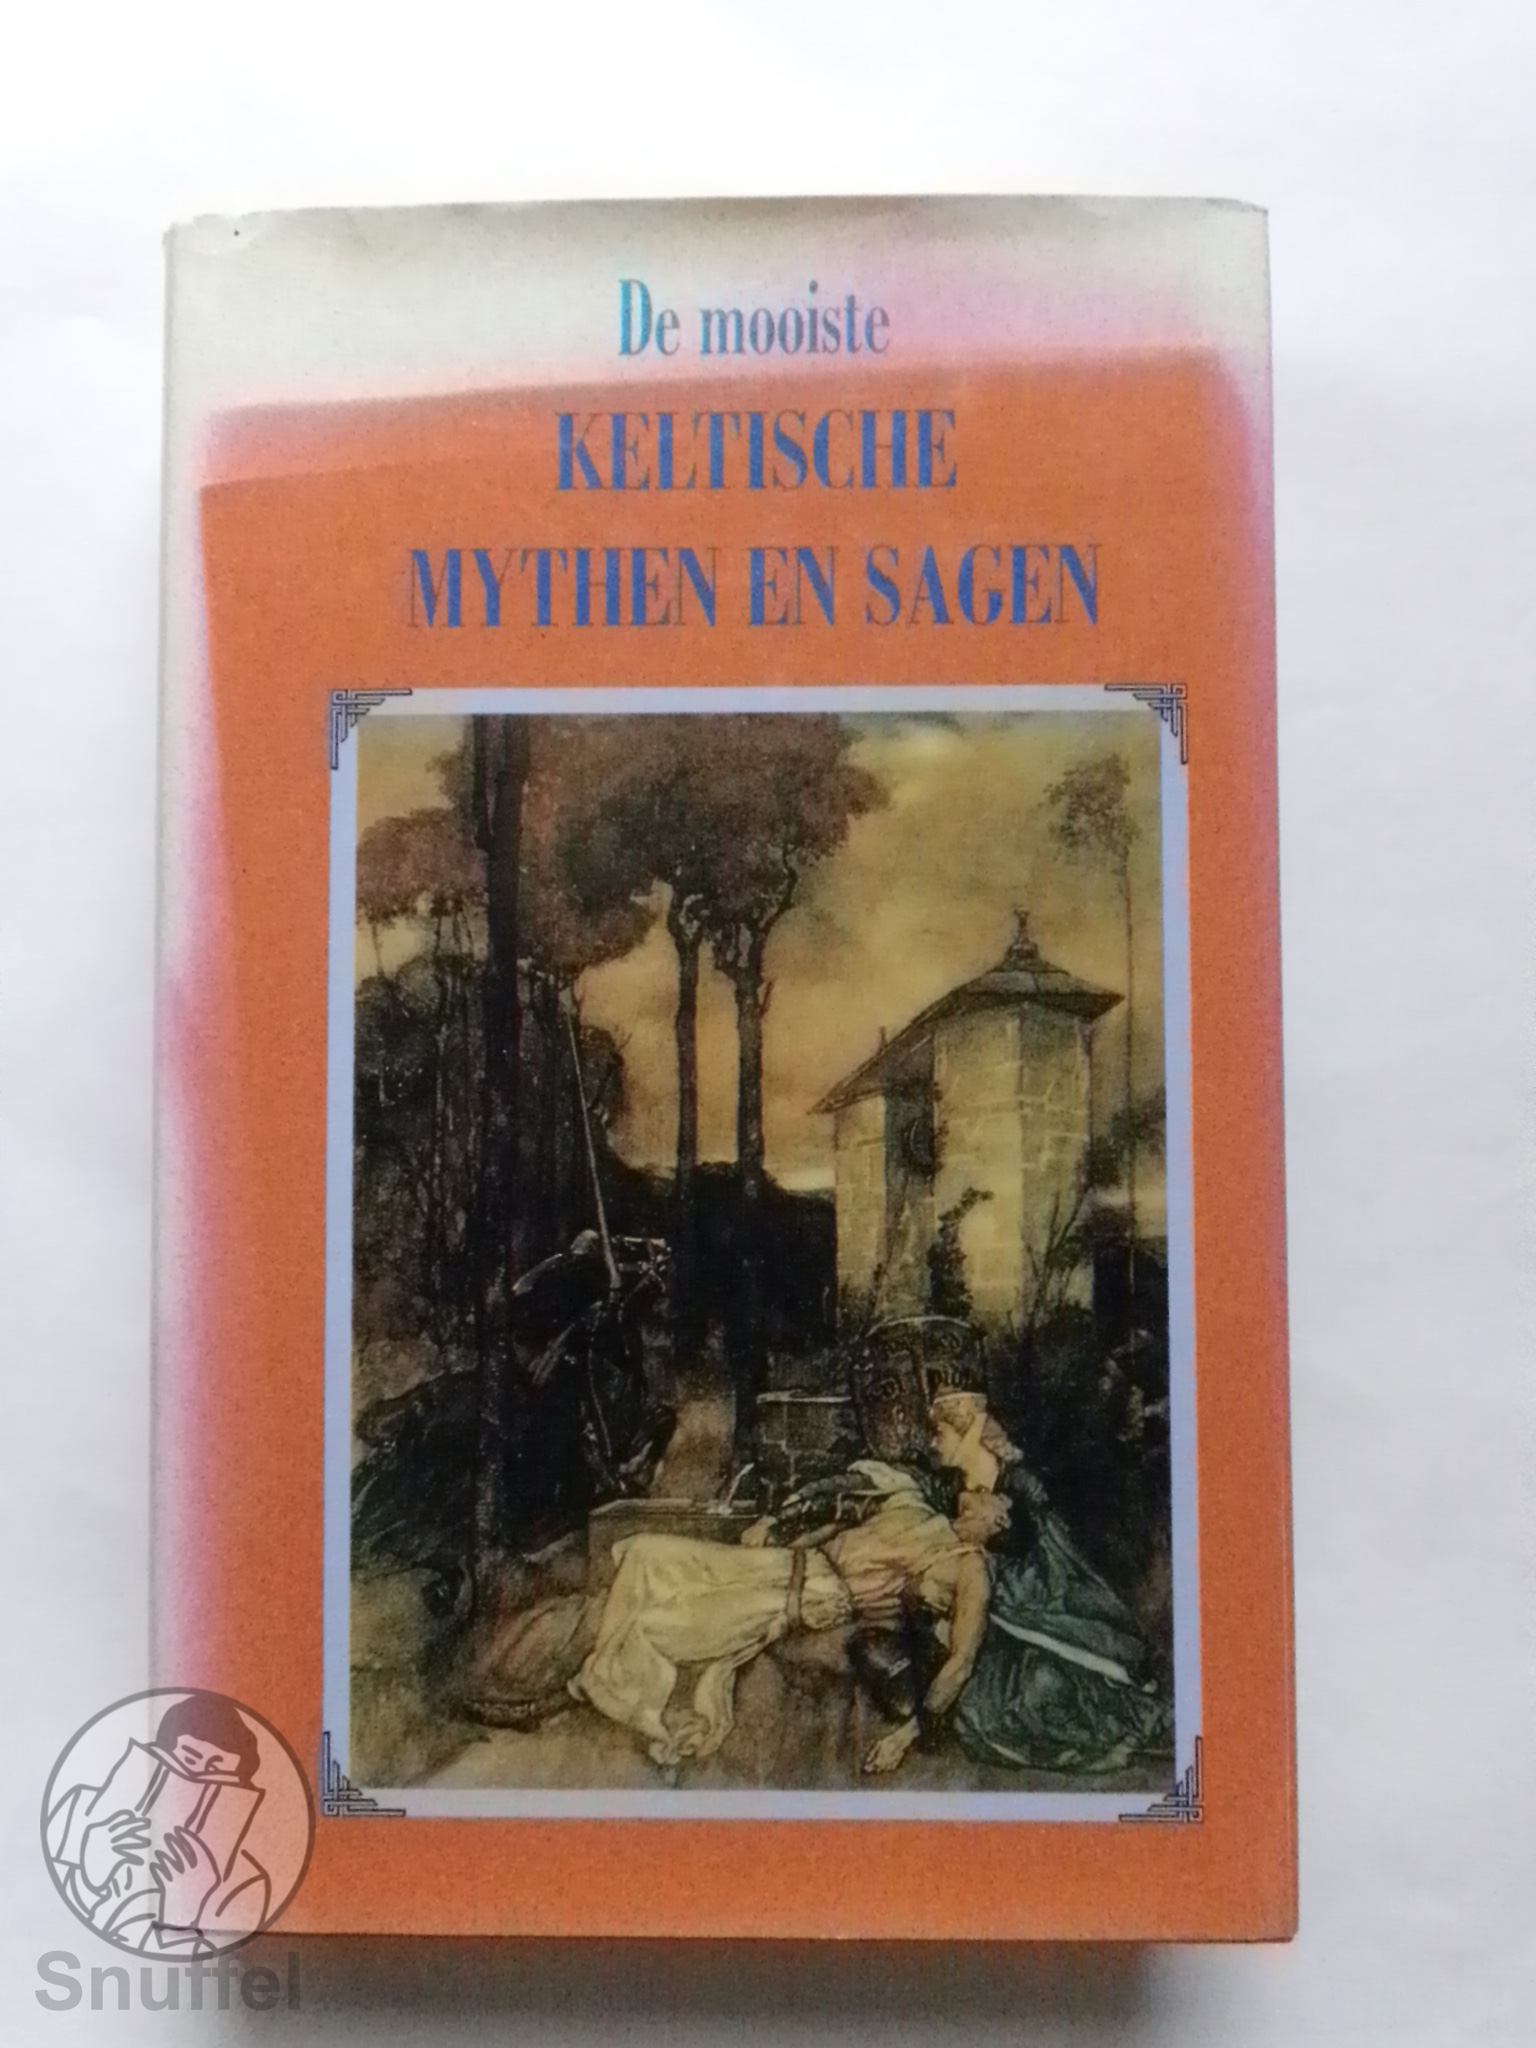 De mooiste
KELTISCHE
MYTHEN EN SAGEN
Snuffel